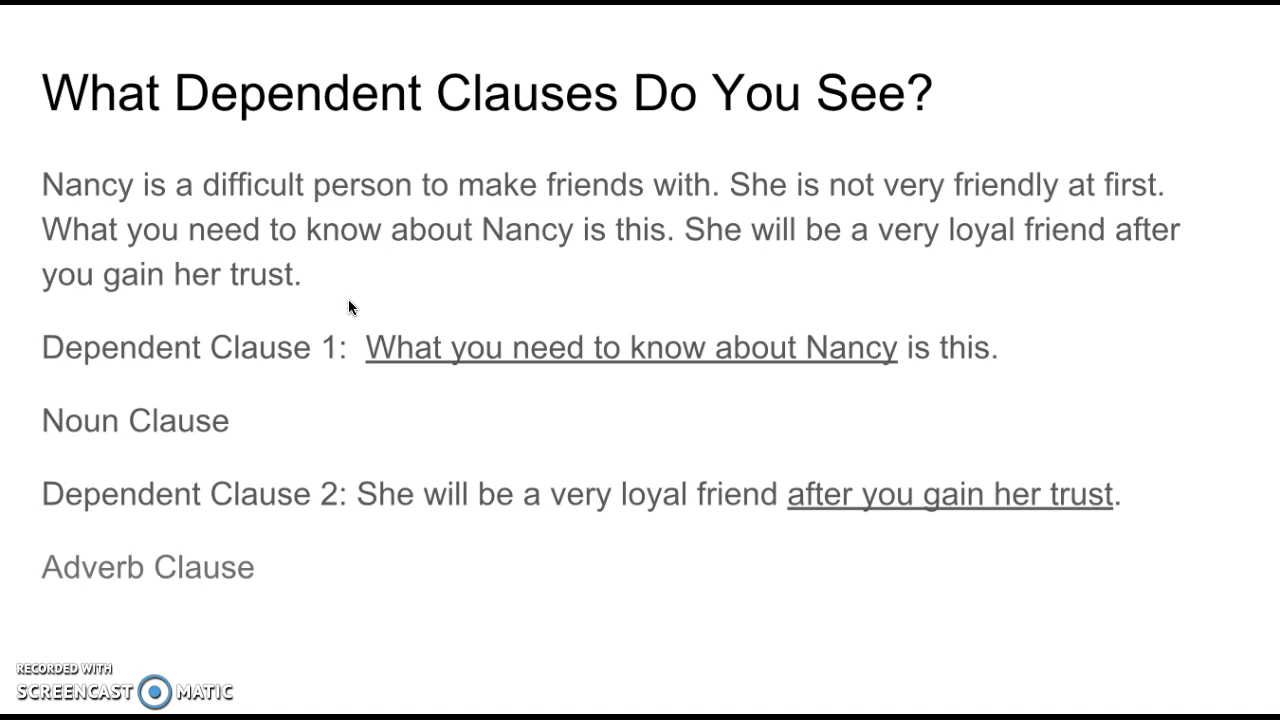 What Dependent Clauses Do You See?
Nancy is a difficult person to make friends with. She is not very friendly at first.
What you need to know about Nancy is this. She will be a very loyal friend after
you gain her trust.
Dependent Clause 1:  What you need to know about Nancy is this.
Noun Clause
Dependent Clause 2: She will be a very loyal friend after you gain her trust.
Adverb Clause
RECORDED WITH
SCREENCAST MATIC